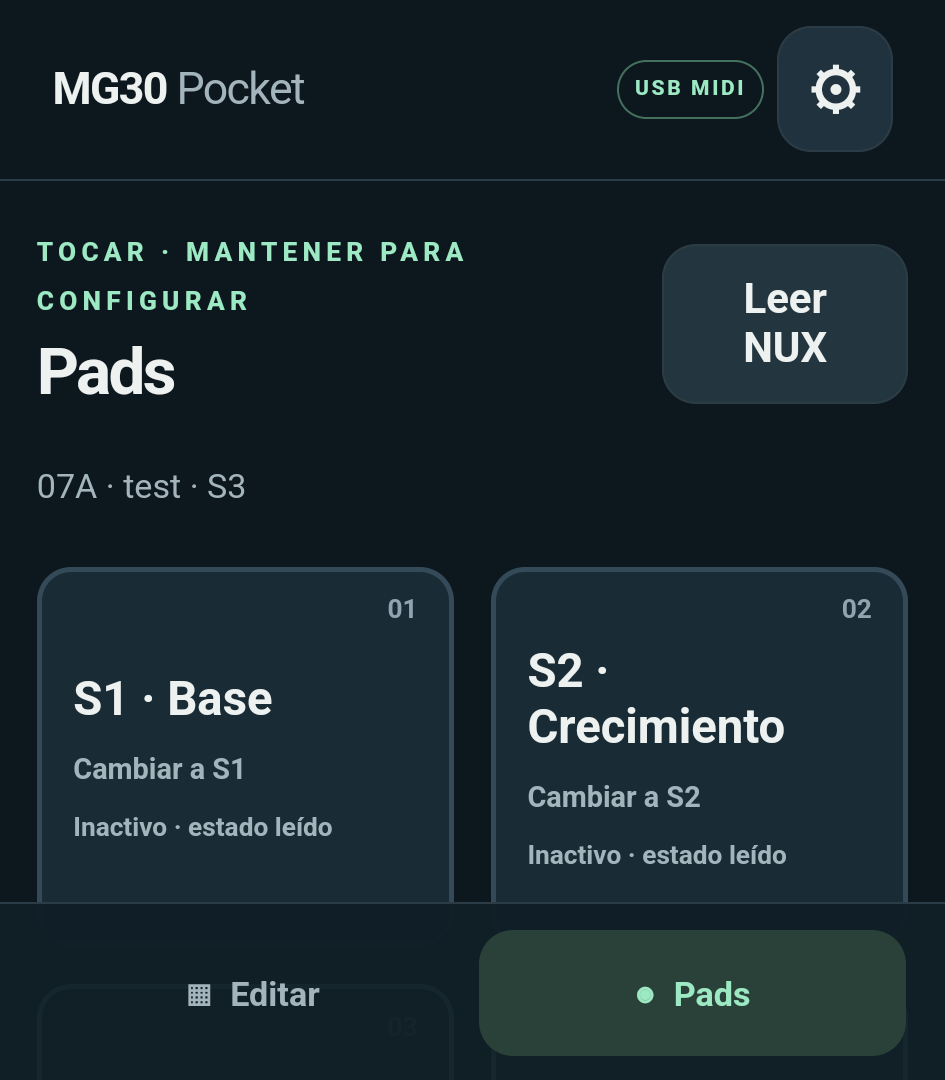 MG30 Pocket
USB MIDI
TOCAR · MANTENER PARA
CONFIGURAR
Pads
Leer
NUX
07A · test · S3
01
S1 · Base
Cambiar a S1
Inactivo · estado leído
02
S2 ·
Crecimiento
Cambiar a S2
Inactivo · estado leído
03
Editar
Pads